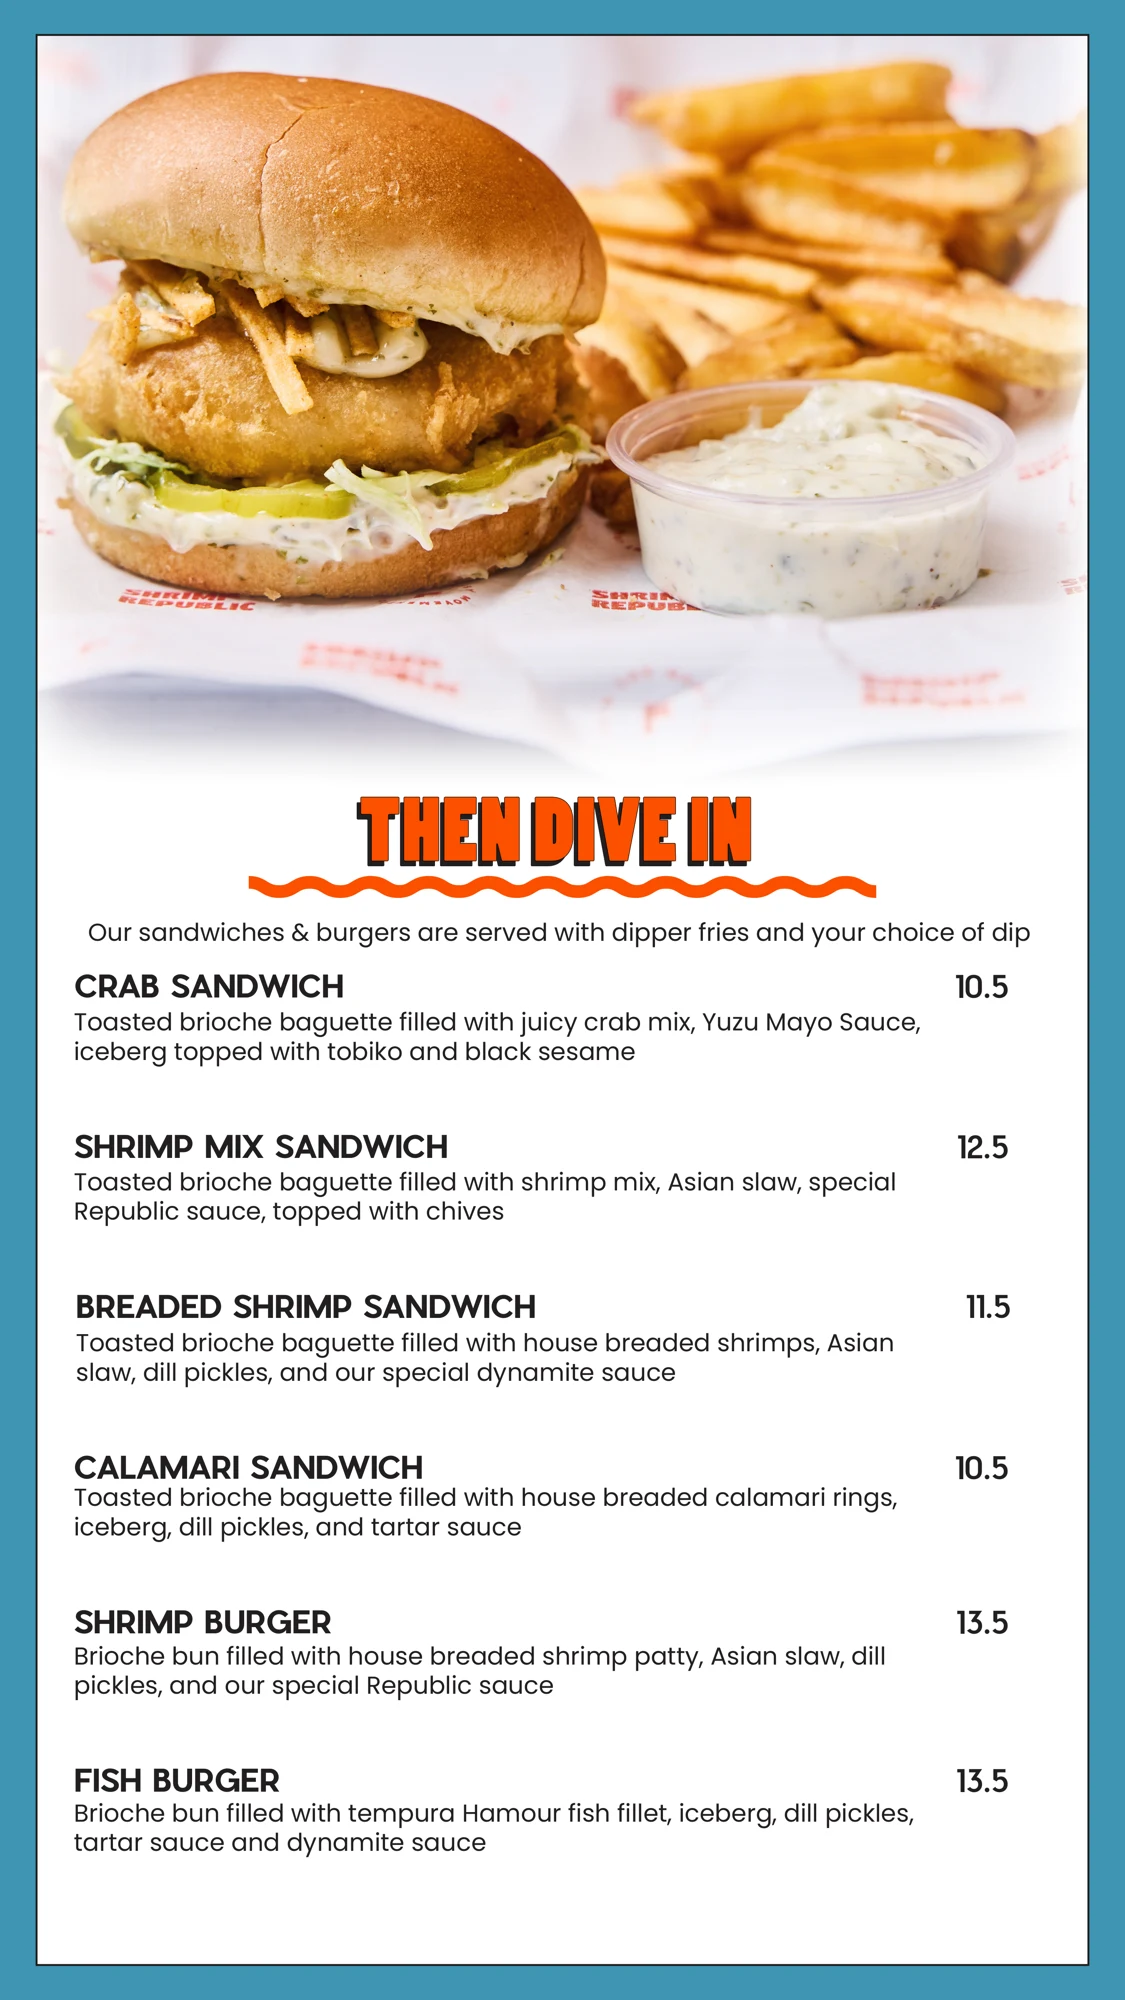 SHRIMP
REPUBLIC
REPUBLIC
THEN DIVE IN
Our sandwiches & burgers are served with dipper fries and your choice of dip
CRAB SANDWICH 10.5
Toasted brioche baguette filled with juicy crab mix, Yuzu Mayo Sauce,
iceberg topped with tobiko and black sesame
SHRIMP MIX SANDWICH 12.5
Toasted brioche baguette filled with shrimp mix, Asian slaw, special
Republic sauce, topped with chives
BREADED SHRIMP SANDWICH 11.5
Toasted brioche baguette filled with house breaded shrimps, Asian
slaw, dill pickles, and our special dynamite sauce
CALAMARI SANDWICH 10.5
Toasted brioche baguette filled with house breaded calamari rings,
iceberg, dill pickles, and tartar sauce
SHRIMP BURGER 13.5
Brioche bun filled with house breaded shrimp patty, Asian slaw, dill
pickles, and our special Republic sauce
FISH BURGER 13.5
Brioche bun filled with tempura Hamour fish fillet, iceberg, dill pickles,
tartar sauce and dynamite sauce